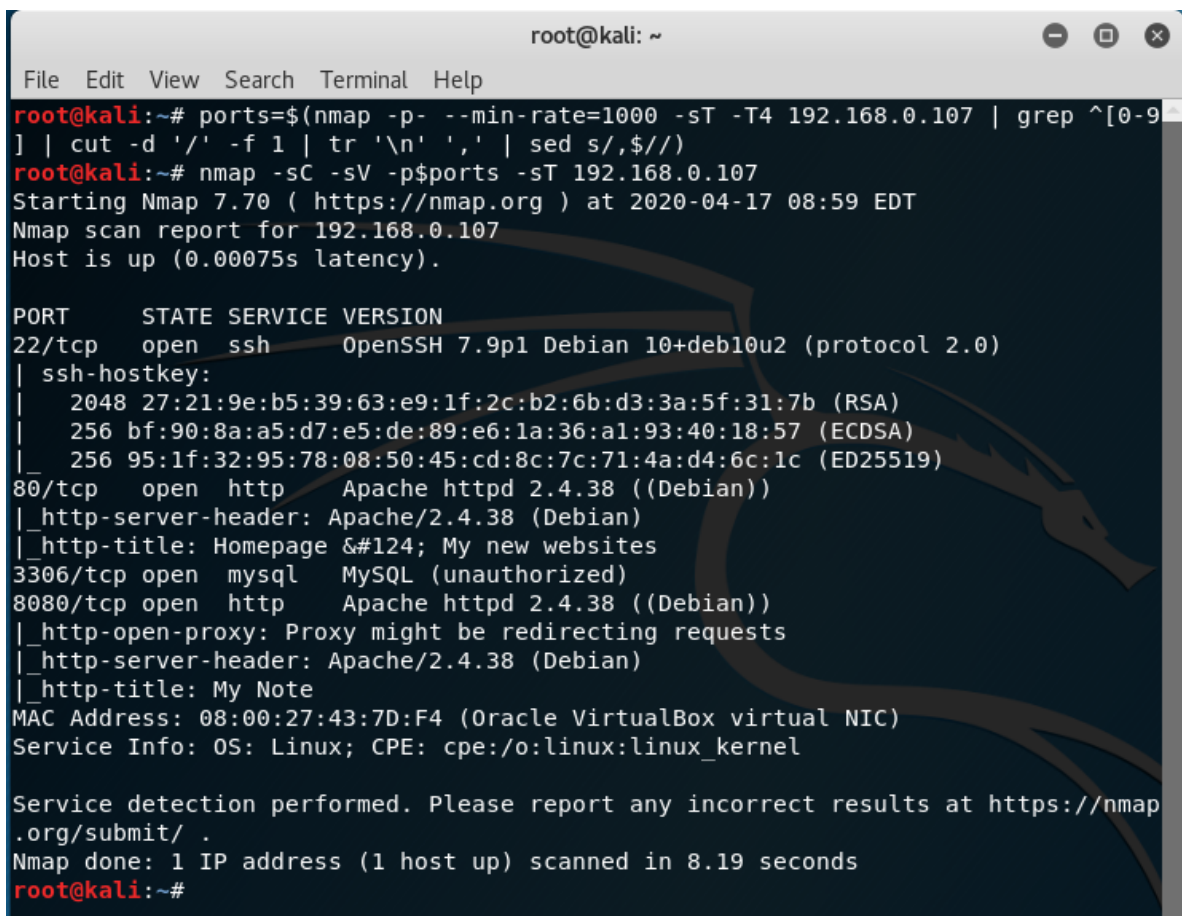 root@kali: ~
File Edit View Search Terminal Help
root@kali:~# ports=$(nmap -p- --min-rate=1000 -sT -T4 192.168.0.107 | grep ^[0-9
] | cut -d '/' -f 1 | tr '\n' ',' | sed s/,$//)
root@kali:~# nmap -sC -sV -p$ports -sT 192.168.0.107
Starting Nmap 7.70 ( https://nmap.org ) at 2020-04-17 08:59 EDT
Nmap scan report for 192.168.0.107
Host is up (0.00075s latency).

PORT     STATE SERVICE VERSION
22/tcp   open  ssh     OpenSSH 7.9p1 Debian 10+deb10u2 (protocol 2.0)
| ssh-hostkey:
|   2048 27:21:9e:b5:39:63:e9:1f:2c:b2:6b:d3:3a:5f:31:7b (RSA)
|   256 bf:90:8a:a5:d7:e5:de:89:e6:1a:36:a1:93:40:18:57 (ECDSA)
|_  256 95:1f:32:95:78:08:50:45:cd:8c:7c:71:4a:d4:6c:1c (ED25519)
80/tcp   open  http    Apache httpd 2.4.38 ((Debian))
|_http-server-header: Apache/2.4.38 (Debian)
|_http-title: Homepage &#124; My new websites
3306/tcp open  mysql   MySQL (unauthorized)
8080/tcp open  http    Apache httpd 2.4.38 ((Debian))
|_http-open-proxy: Proxy might be redirecting requests
|_http-server-header: Apache/2.4.38 (Debian)
|_http-title: My Note
MAC Address: 08:00:27:43:7D:F4 (Oracle VirtualBox virtual NIC)
Service Info: OS: Linux; CPE: cpe:/o:linux:linux_kernel

Service detection performed. Please report any incorrect results at https://nmap
.org/submit/ .
Nmap done: 1 IP address (1 host up) scanned in 8.19 seconds
root@kali:~#